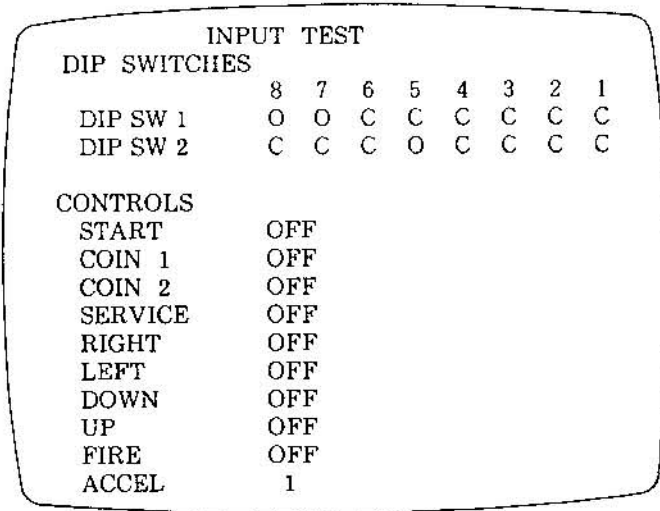 INPUT TEST
DIP SWITCHES
8 7 6 5 4 3 2 1
DIP SW 1 O O C C C C C C
DIP SW 2 C C C O C C C C
CONTROLS
START OFF
COIN 1 OFF
COIN 2 OFF
SERVICE OFF
RIGHT OFF
LEFT OFF
DOWN OFF
UP OFF
FIRE OFF
ACCEL 1